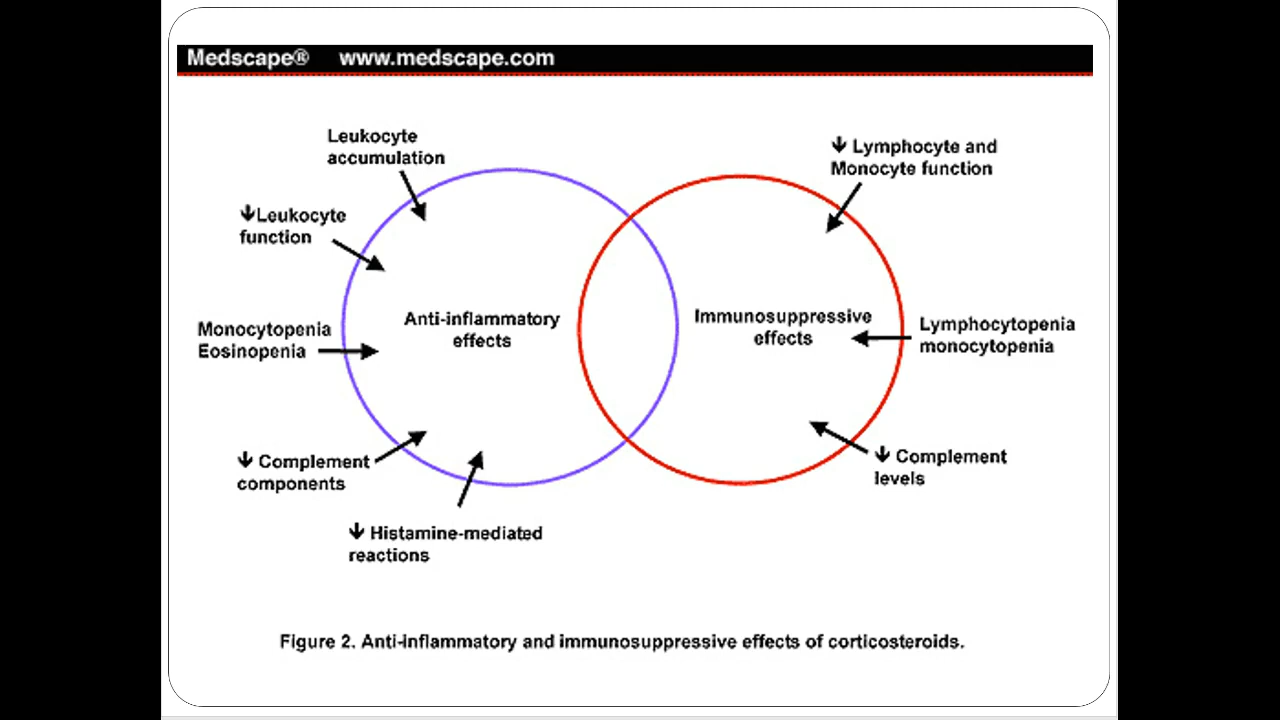 Medscape® www.medscape.com
Leukocyte
accumulation
↓Leukocyte
function
Monocytopenia
Eosinopenia
↓ Complement
components
↓ Histamine-mediated
reactions
Anti-inflammatory
effects
Immunosuppressive
effects
↓ Lymphocyte and
Monocyte function
Lymphocytopenia
monocytopenia
↓ Complement
levels
Figure 2. Anti-inflammatory and immunosuppressive effects of corticosteroids.